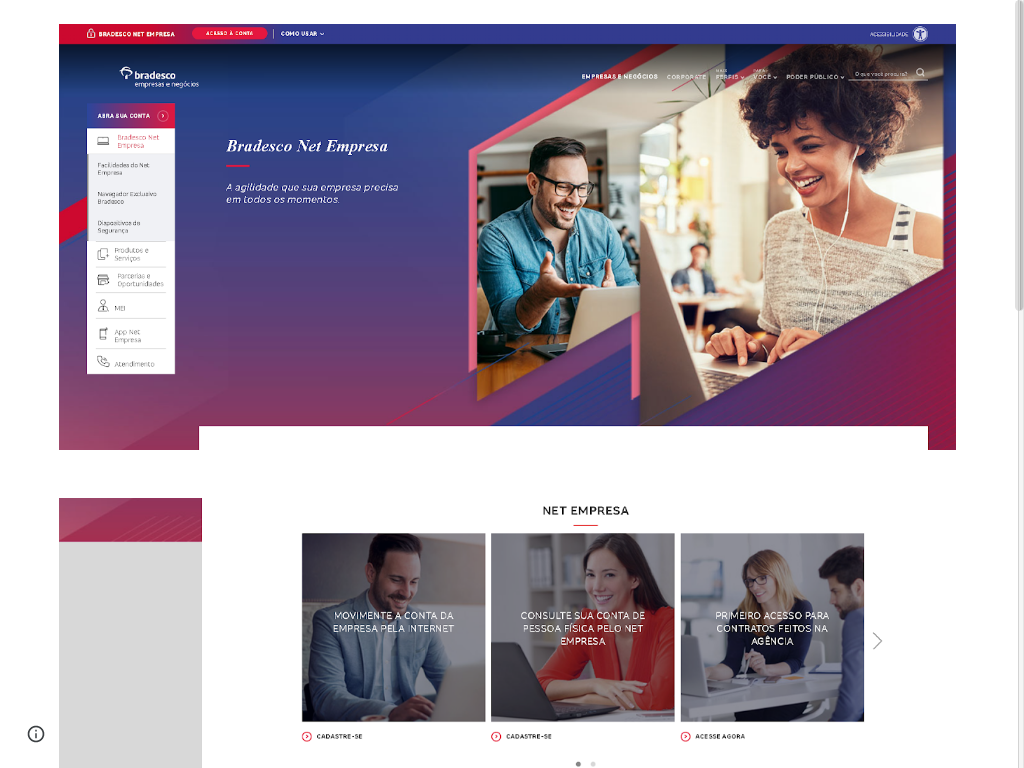 BRADESCO NET EMPRESA
ACESSO À CONTA
COMO USAR
ACESSIBILIDADE
bradesco
empresas e negócios
EMPRESAS E NEGÓCIOS
CORPORATE
MAIS
PERFIS
PARA
VOCÊ
PODER PÚBLICO
O que você procura?
ABRA SUA CONTA
Bradesco Net
Empresa
Facilidades do Net
Empresa
Navegador Exclusivo
Bradesco
Dispositivos de
Segurança
Produtos e
Serviços
Parcerias e
Oportunidades
MEI
App Net
Empresa
Atendimento
Bradesco Net Empresa
A agilidade que sua empresa precisa
em todos os momentos.
NET EMPRESA
MOVIMENTE A CONTA DA
EMPRESA PELA INTERNET
CONSULTE SUA CONTA DE
PESSOA FÍSICA PELO NET
EMPRESA
PRIMEIRO ACESSO PARA
CONTRATOS FEITOS NA
AGÊNCIA
CADASTRE-SE
CADASTRE-SE
ACESSE AGORA